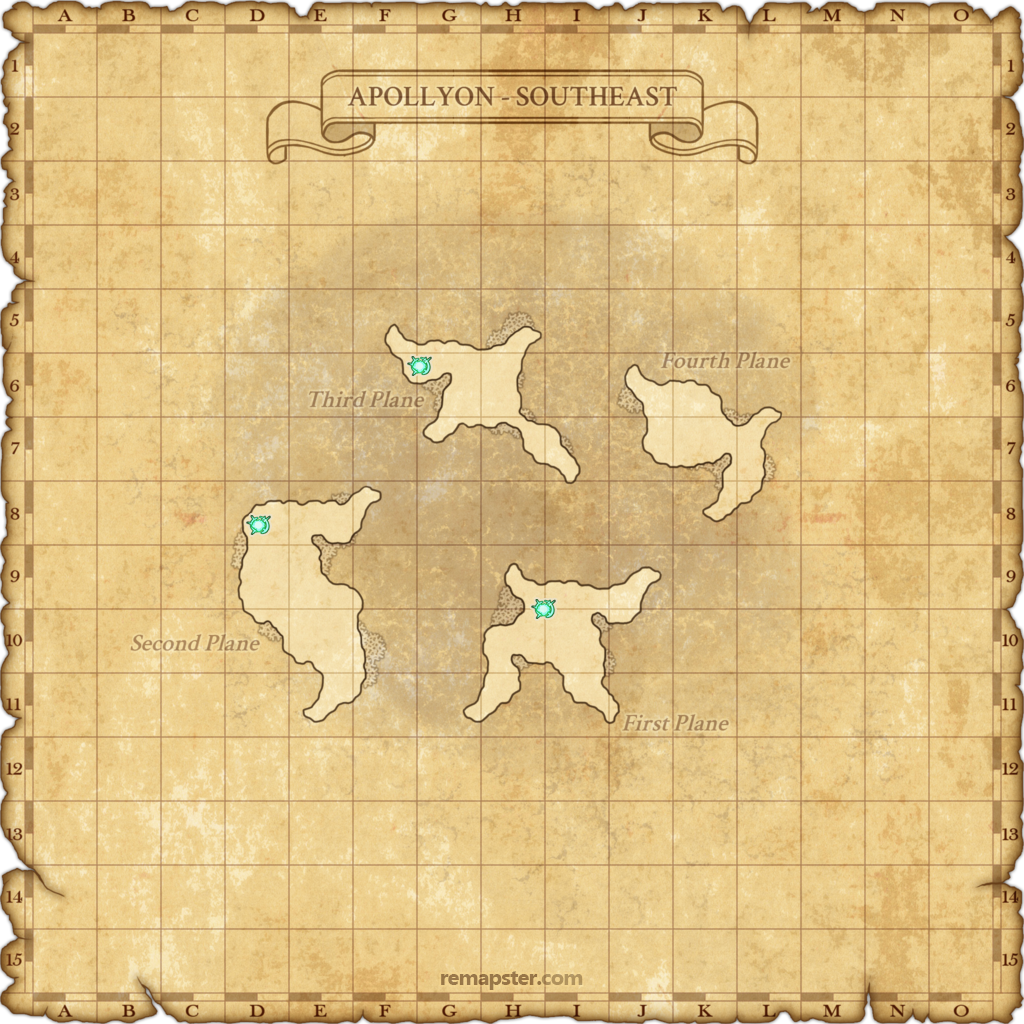 A B C D E F G H I J K L M N O
APOLLYON - SOUTHEAST
1 1
2 2
3 3
4 4
5 5
Fourth Plane
6 6
Third Plane
7 7
8 8
9 9
10 10
Second Plane
11 11
First Plane
12 12
13 13
14 14
15 15
remapster.com
A B C D E F G H I J K L M N O